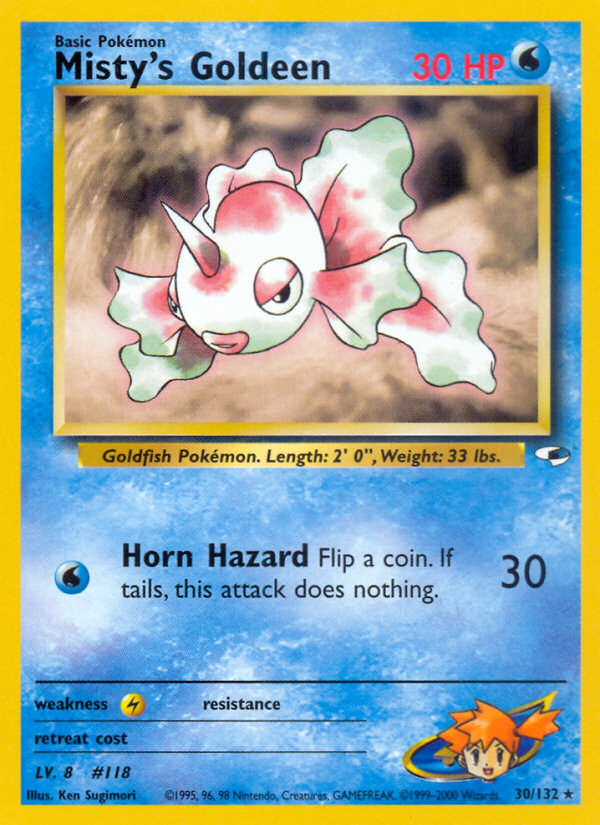 Basic Pokémon
Misty's Goldeen 30 HP
Goldfish Pokémon. Length: 2' 0", Weight: 33 lbs.
Horn Hazard Flip a coin. If
tails, this attack does nothing.
30
weakness resistance
retreat cost
LV. 8 #118
Illus. Ken Sugimori ©1995, 96, 98 Nintendo, Creatures, GAMEFREAK. ©1999-2000 Wizards. 30/132 ★